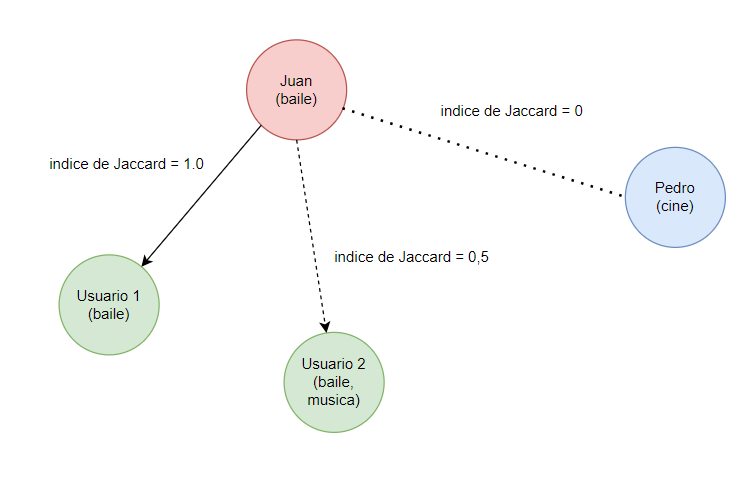 Juan
(baile)
indice de Jaccard = 0
indice de Jaccard = 1.0
Pedro
(cine)
indice de Jaccard = 0,5
Usuario 1
(baile)
Usuario 2
(baile,
musica)